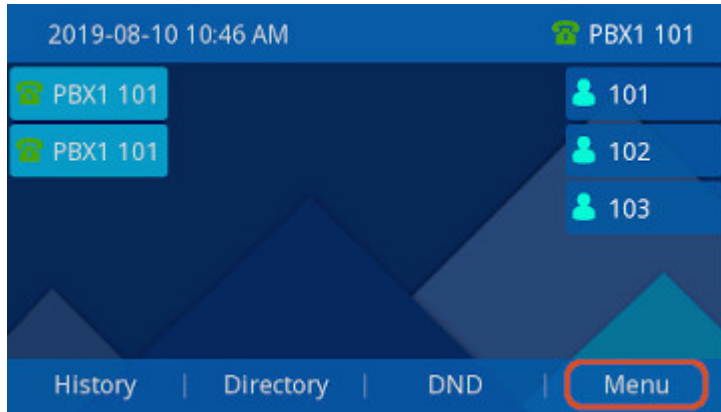 2019-08-10 10:46 AM
PBX1 101
PBX1 101
101
PBX1 101
102
103
History | Directory | DND | Menu